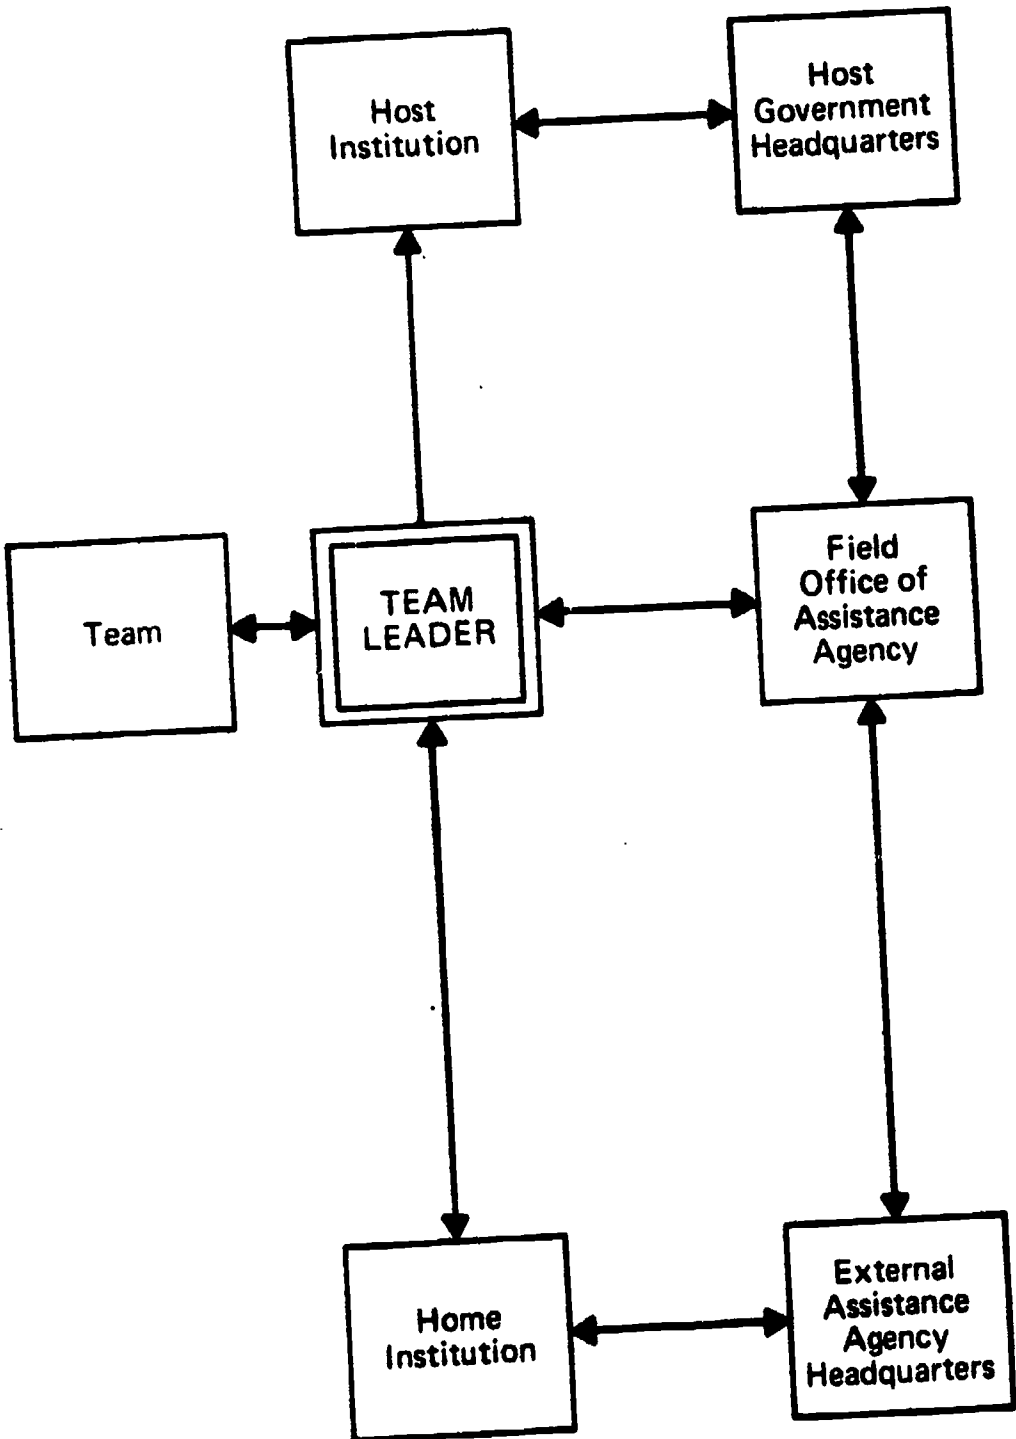 Host
Institution
Host
Government
Headquarters
Team
TEAM
LEADER
Field
Office of
Assistance
Agency
Home
Institution
External
Assistance
Agency
Headquarters